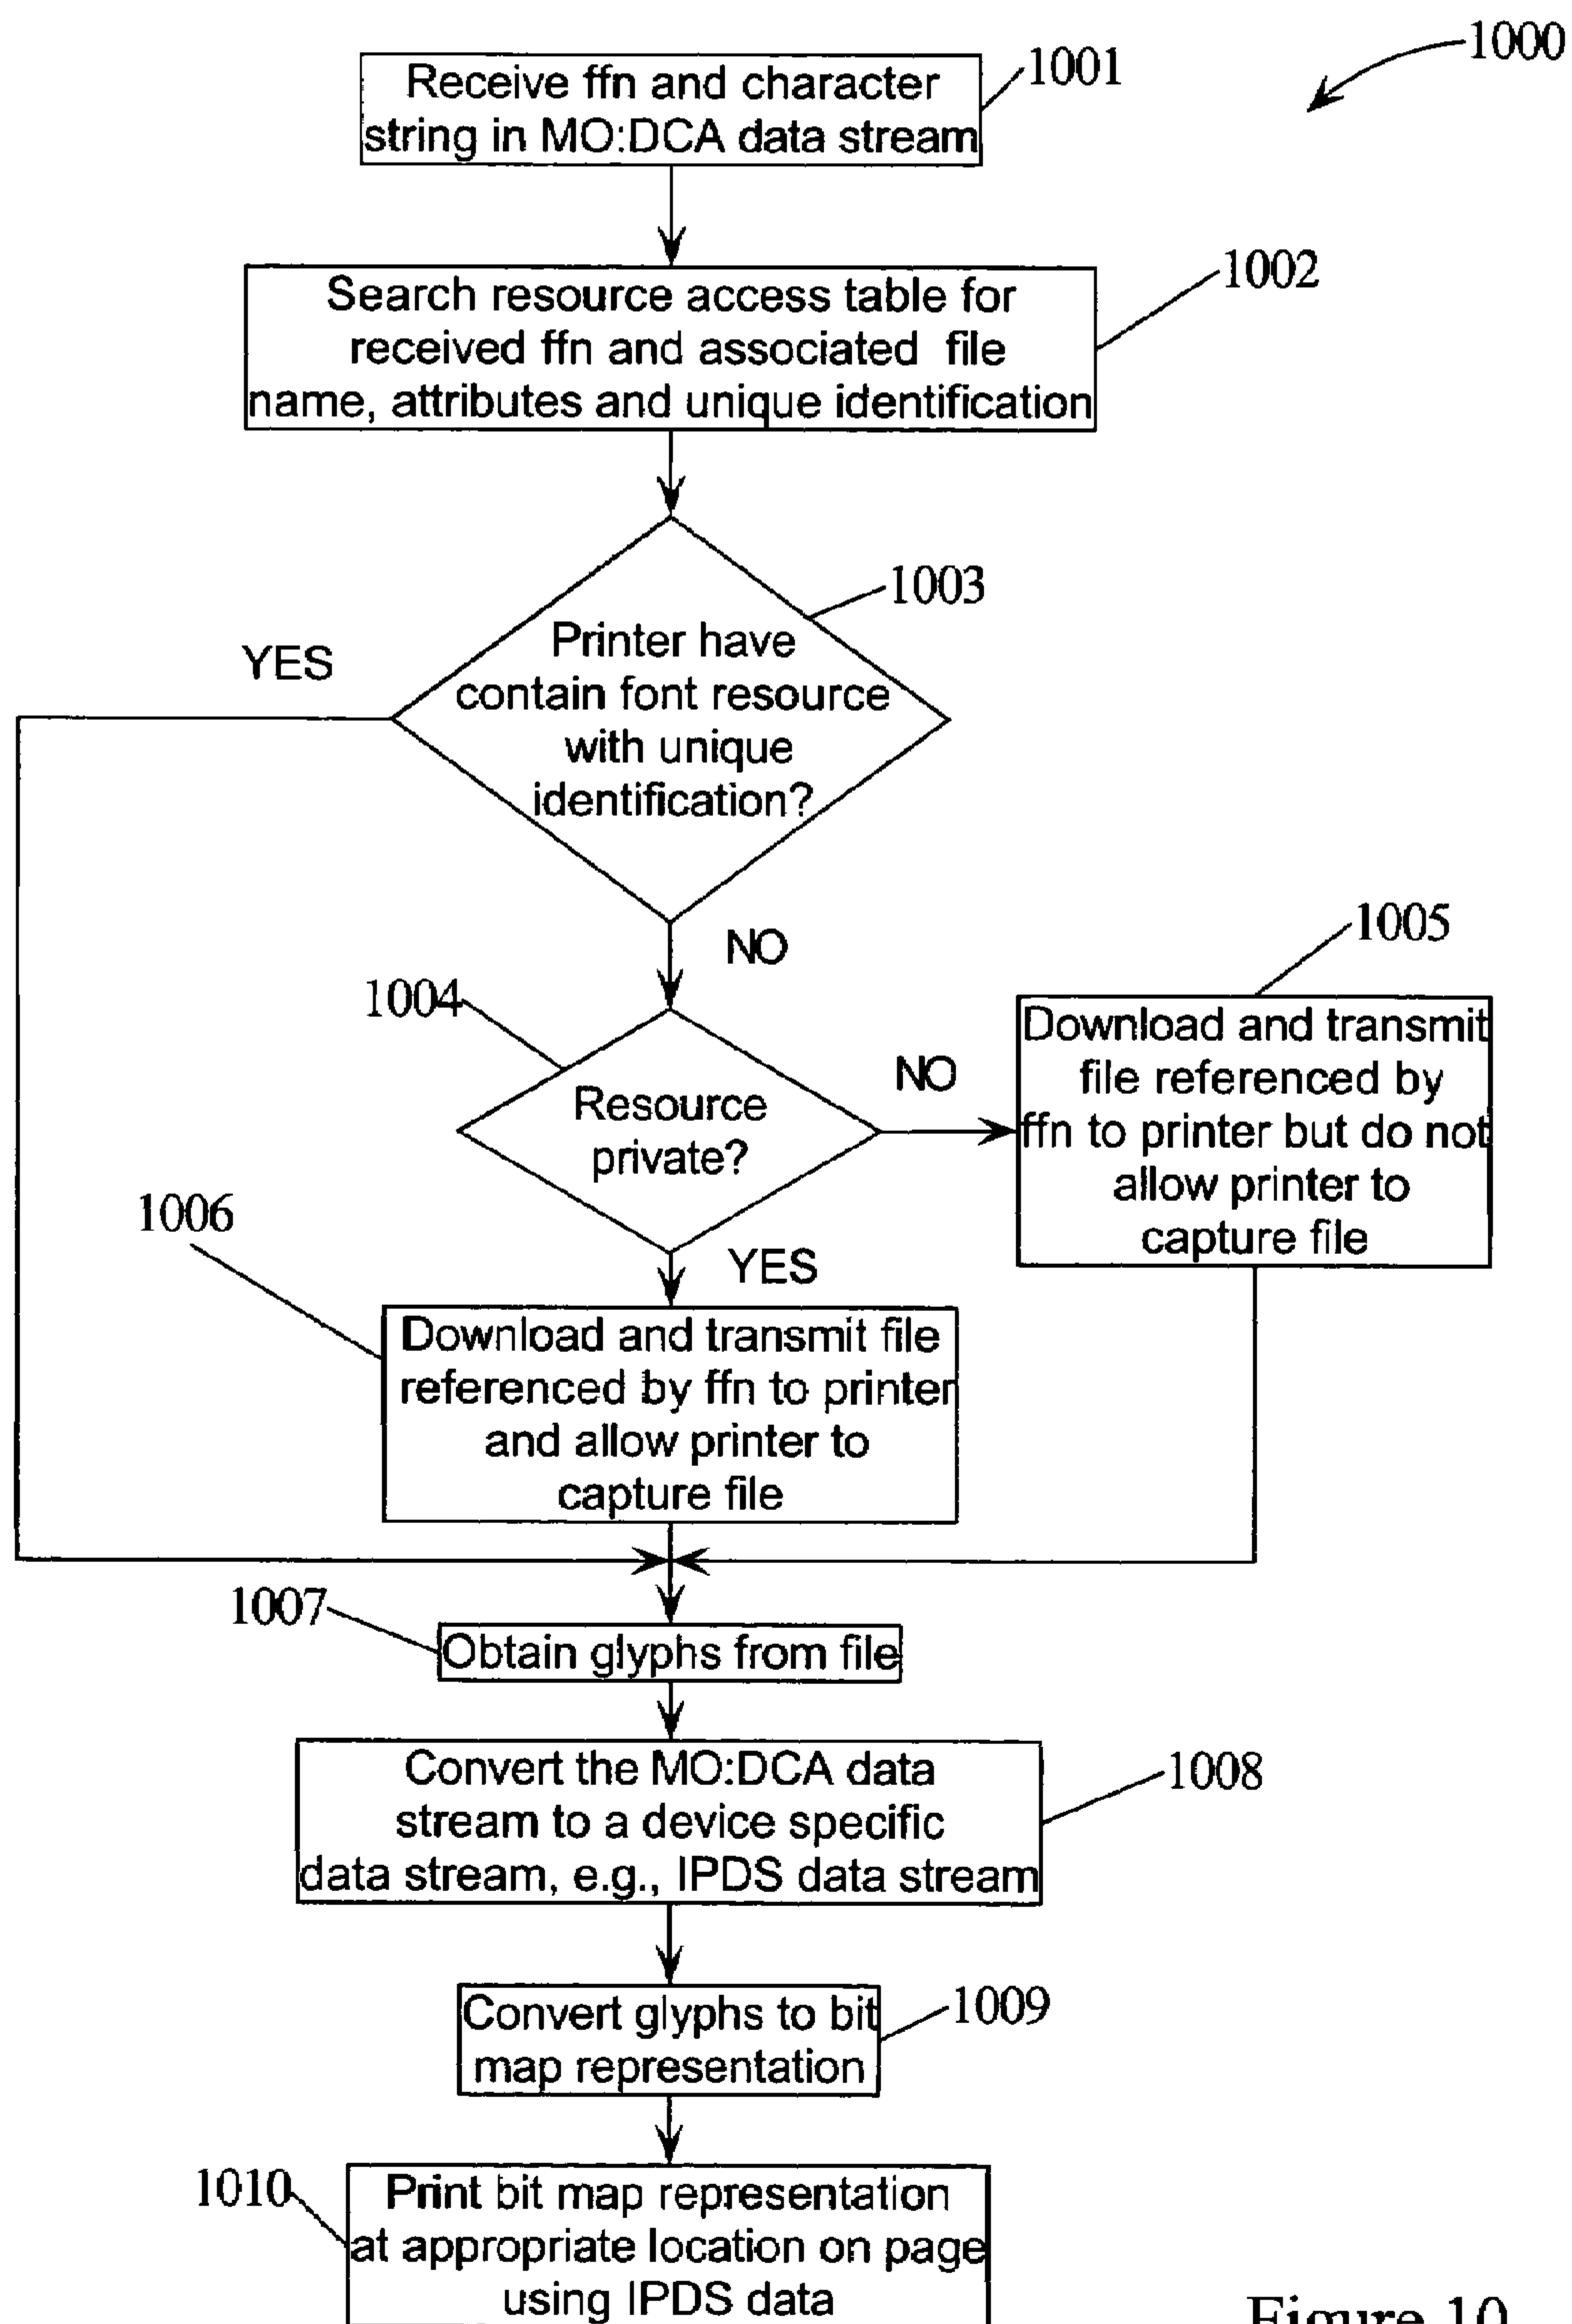 1000
Receive ffn and character
string in MO:DCA data stream
1001
Search resource access table for
received ffn and associated file
name, attributes and unique identification
1002
Printer have
contain font resource
with unique
identification?
1003
YES
NO
1004
Resource
private?
NO
1005
Download and transmit
file referenced by
ffn to printer but do not
allow printer to
capture file
YES
1006
Download and transmit file
referenced by ffn to printer
and allow printer to
capture file
1007
Obtain glyphs from file
Convert the MO:DCA data
stream to a device specific
data stream, e.g., IPDS data stream
1008
Convert glyphs to bit
map representation
1009
1010
Print bit map representation
at appropriate location on page
using IPDS data
Figure 10